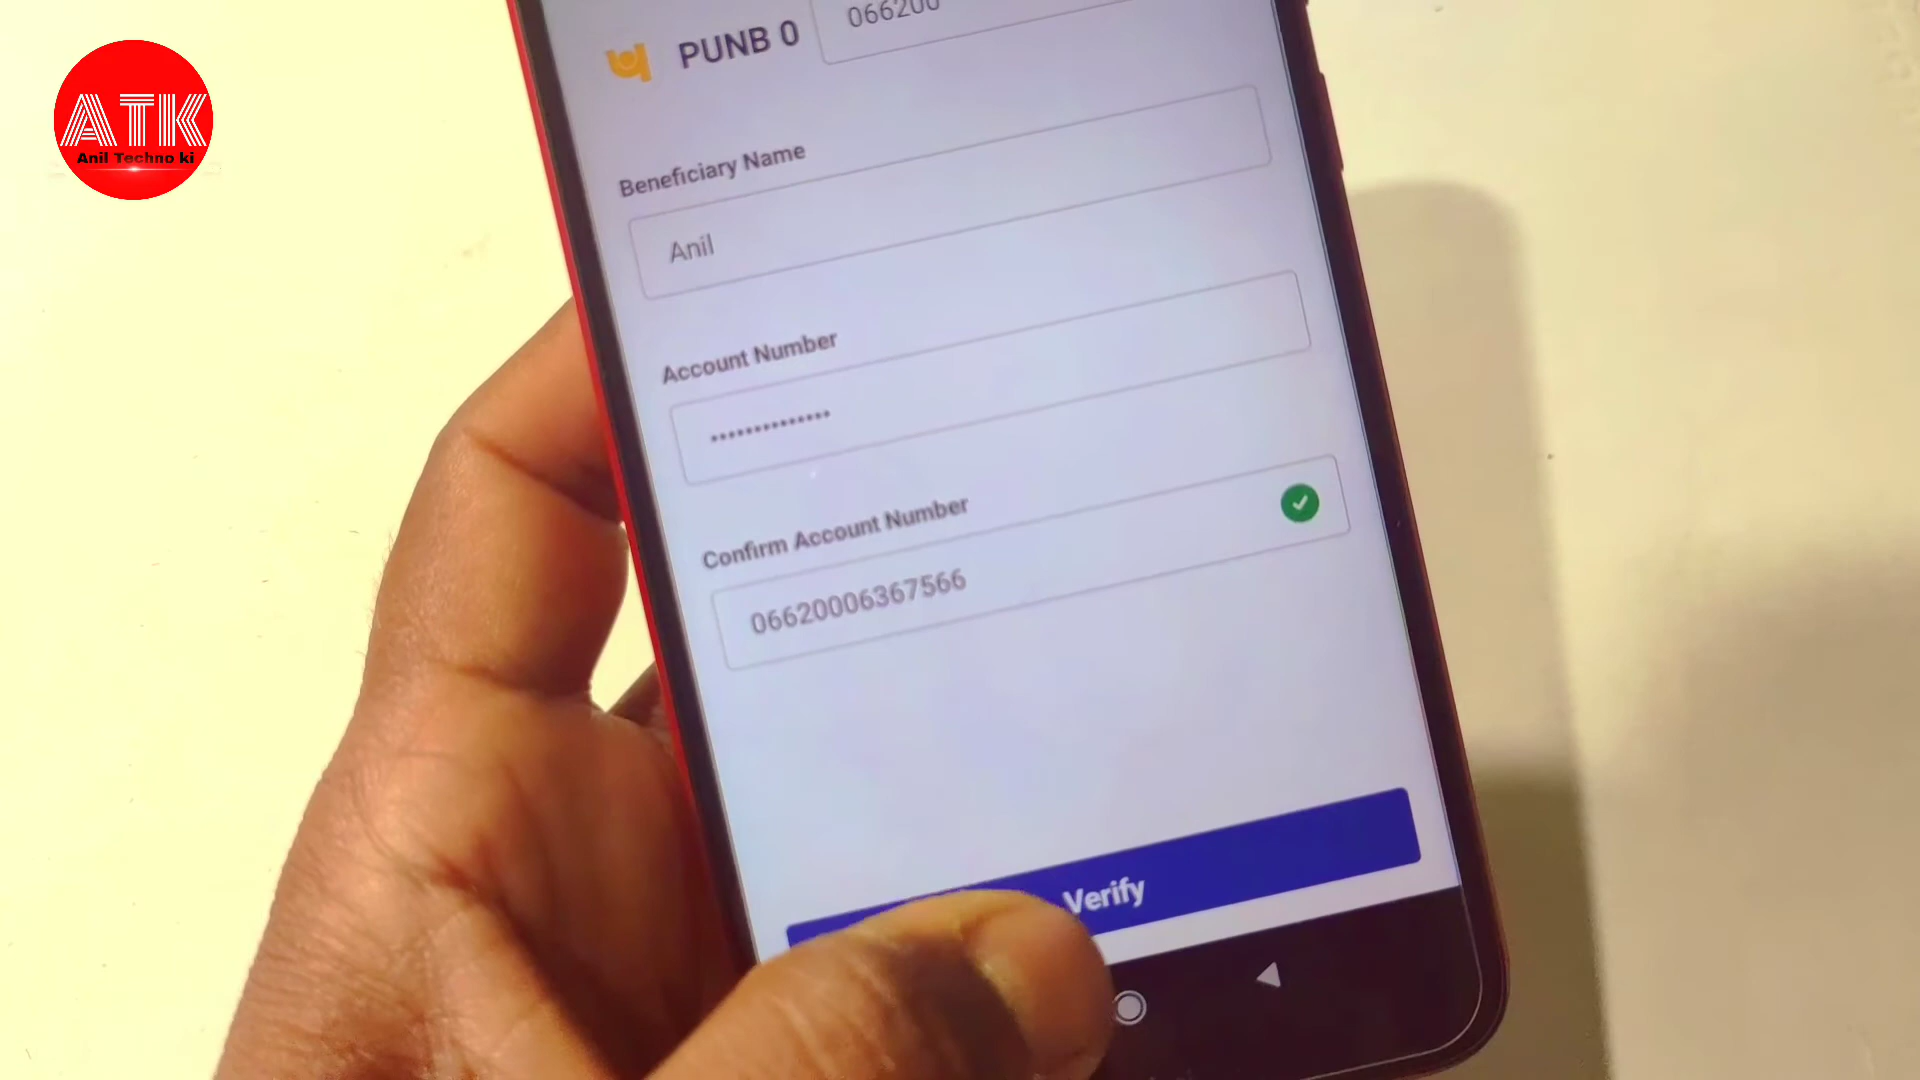 ATK
Anil Techno ki
PUNB 0
066200
Beneficiary Name
Anil
Account Number
••••••••••••••
Confirm Account Number
06620006367566
Verify